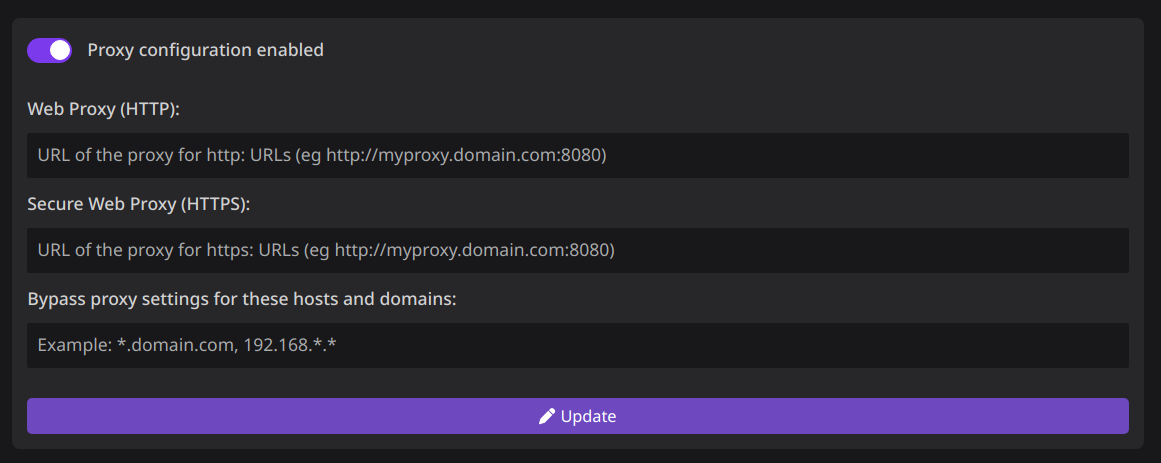 Proxy configuration enabled
Web Proxy (HTTP):
URL of the proxy for http: URLs (eg http://myproxy.domain.com:8080)
Secure Web Proxy (HTTPS):
URL of the proxy for https: URLs (eg http://myproxy.domain.com:8080)
Bypass proxy settings for these hosts and domains:
Example: *.domain.com, 192.168.*.*
Update